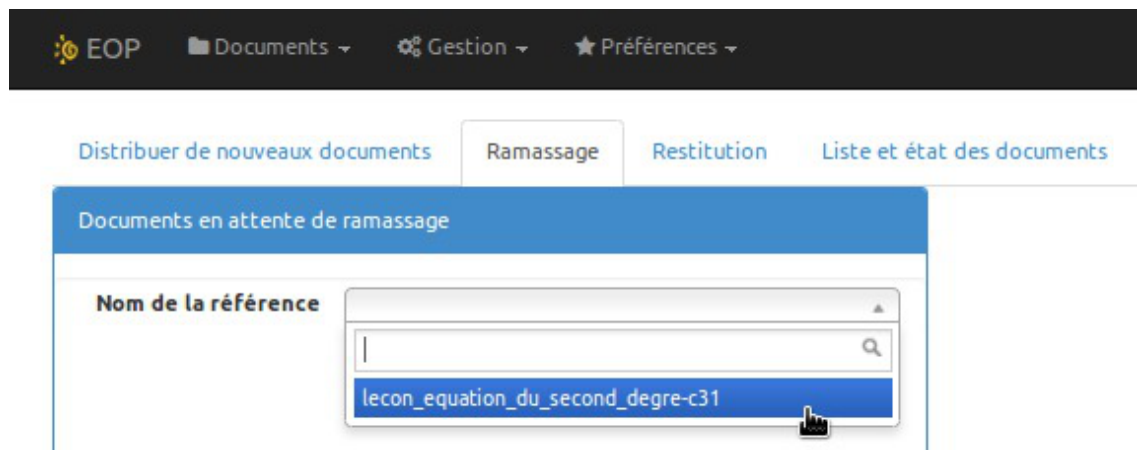 EOP Documents Gestion Préférences
Distribuer de nouveaux documents Ramassage Restitution Liste et état des documents
Documents en attente de ramassage
Nom de la référence
lecon_equation_du_second_degre-c31